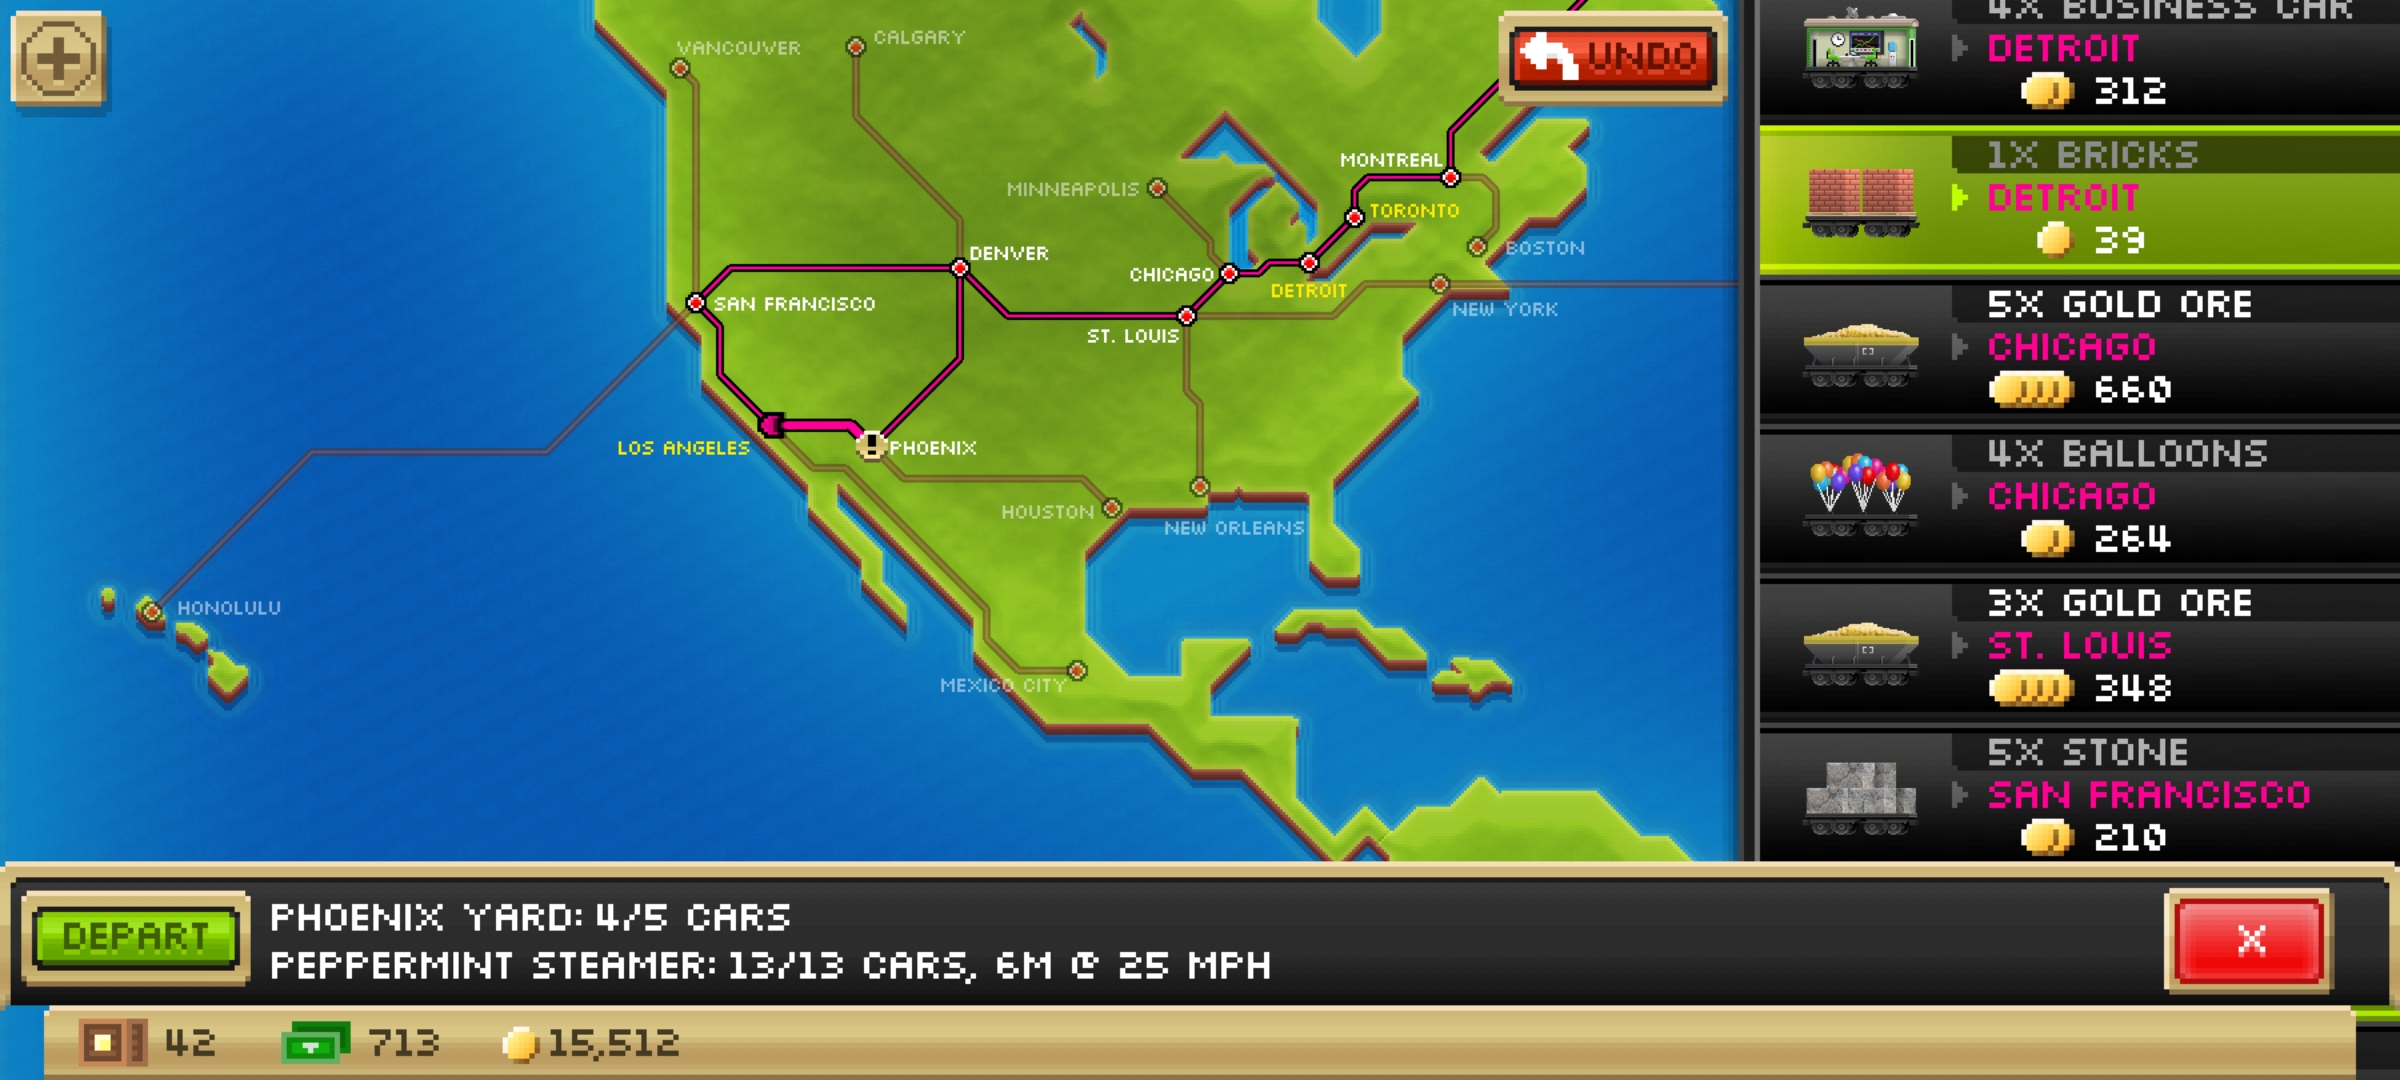 VANCOUVER
CALGARY
UNDO
MONTREAL
MINNEAPOLIS
TORONTO
BOSTON
DENVER
CHICAGO
DETROIT
SAN FRANCISCO
NEW YORK
ST. LOUIS
LOS ANGELES
PHOENIX
HOUSTON
NEW ORLEANS
HONOLULU
MEXICO CITY
4X BUSINESS CAR
DETROIT
312
1X BRICKS
DETROIT
39
5X GOLD ORE
CHICAGO
660
4X BALLOONS
CHICAGO
264
3X GOLD ORE
ST. LOUIS
348
5X STONE
SAN FRANCISCO
210
DEPART
PHOENIX YARD: 4/5 CARS
PEPPERMINT STEAMER: 13/13 CARS, 6M @ 25 MPH
X
42
713
15,512